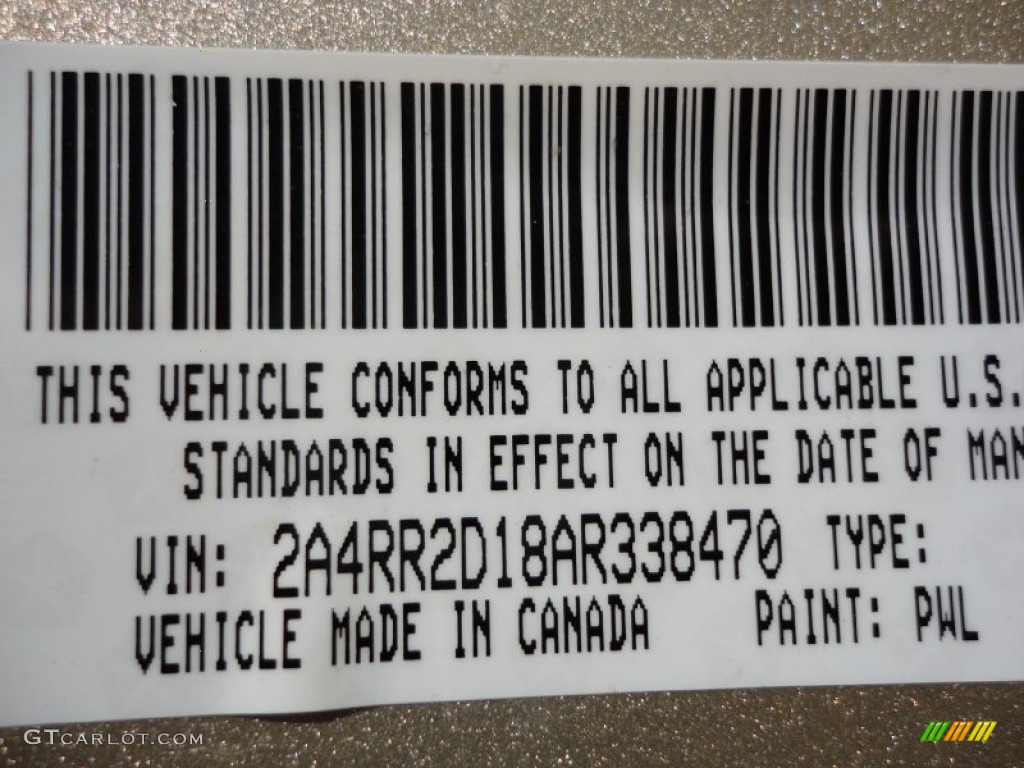 THIS VEHICLE CONFORMS TO ALL APPLICABLE U.S.
STANDARDS IN EFFECT ON THE DATE OF MAN
VIN: 2A4RR2D18AR338470 TYPE:
VEHICLE MADE IN CANADA PAINT: PWL
GTCARLOT.COM